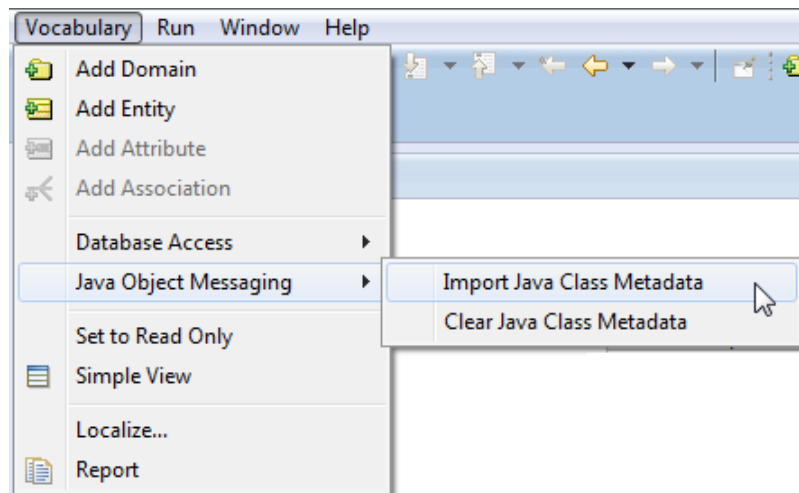 Vocabulary Run Window Help
Add Domain
Add Entity
Add Attribute
Add Association
Database Access
Java Object Messaging
Import Java Class Metadata
Clear Java Class Metadata
Set to Read Only
Simple View
Localize...
Report